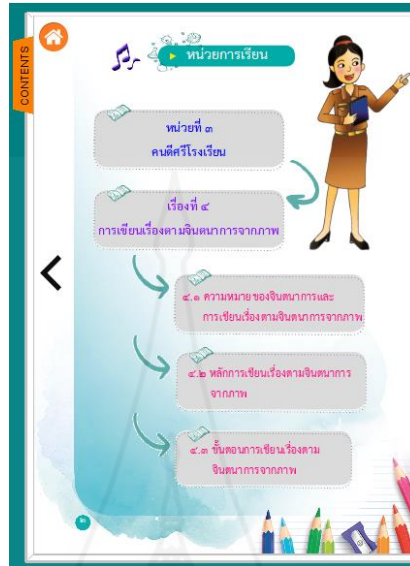 CONTENTS
หน่วยการเรียน
หน่วยที่ ๓
คนดีศรีโรงเรียน
เรื่องที่ ๔
การเขียนเรื่องตามจินตนาการจากภาพ
๔.๑ ความหมายของจินตนาการและ
การเขียนเรื่องตามจินตนาการจากภาพ
๔.๒ หลักการเขียนเรื่องตามจินตนาการ
จากภาพ
๔.๓ ขั้นตอนการเขียนเรื่องตาม
จินตนาการจากภาพ
๒